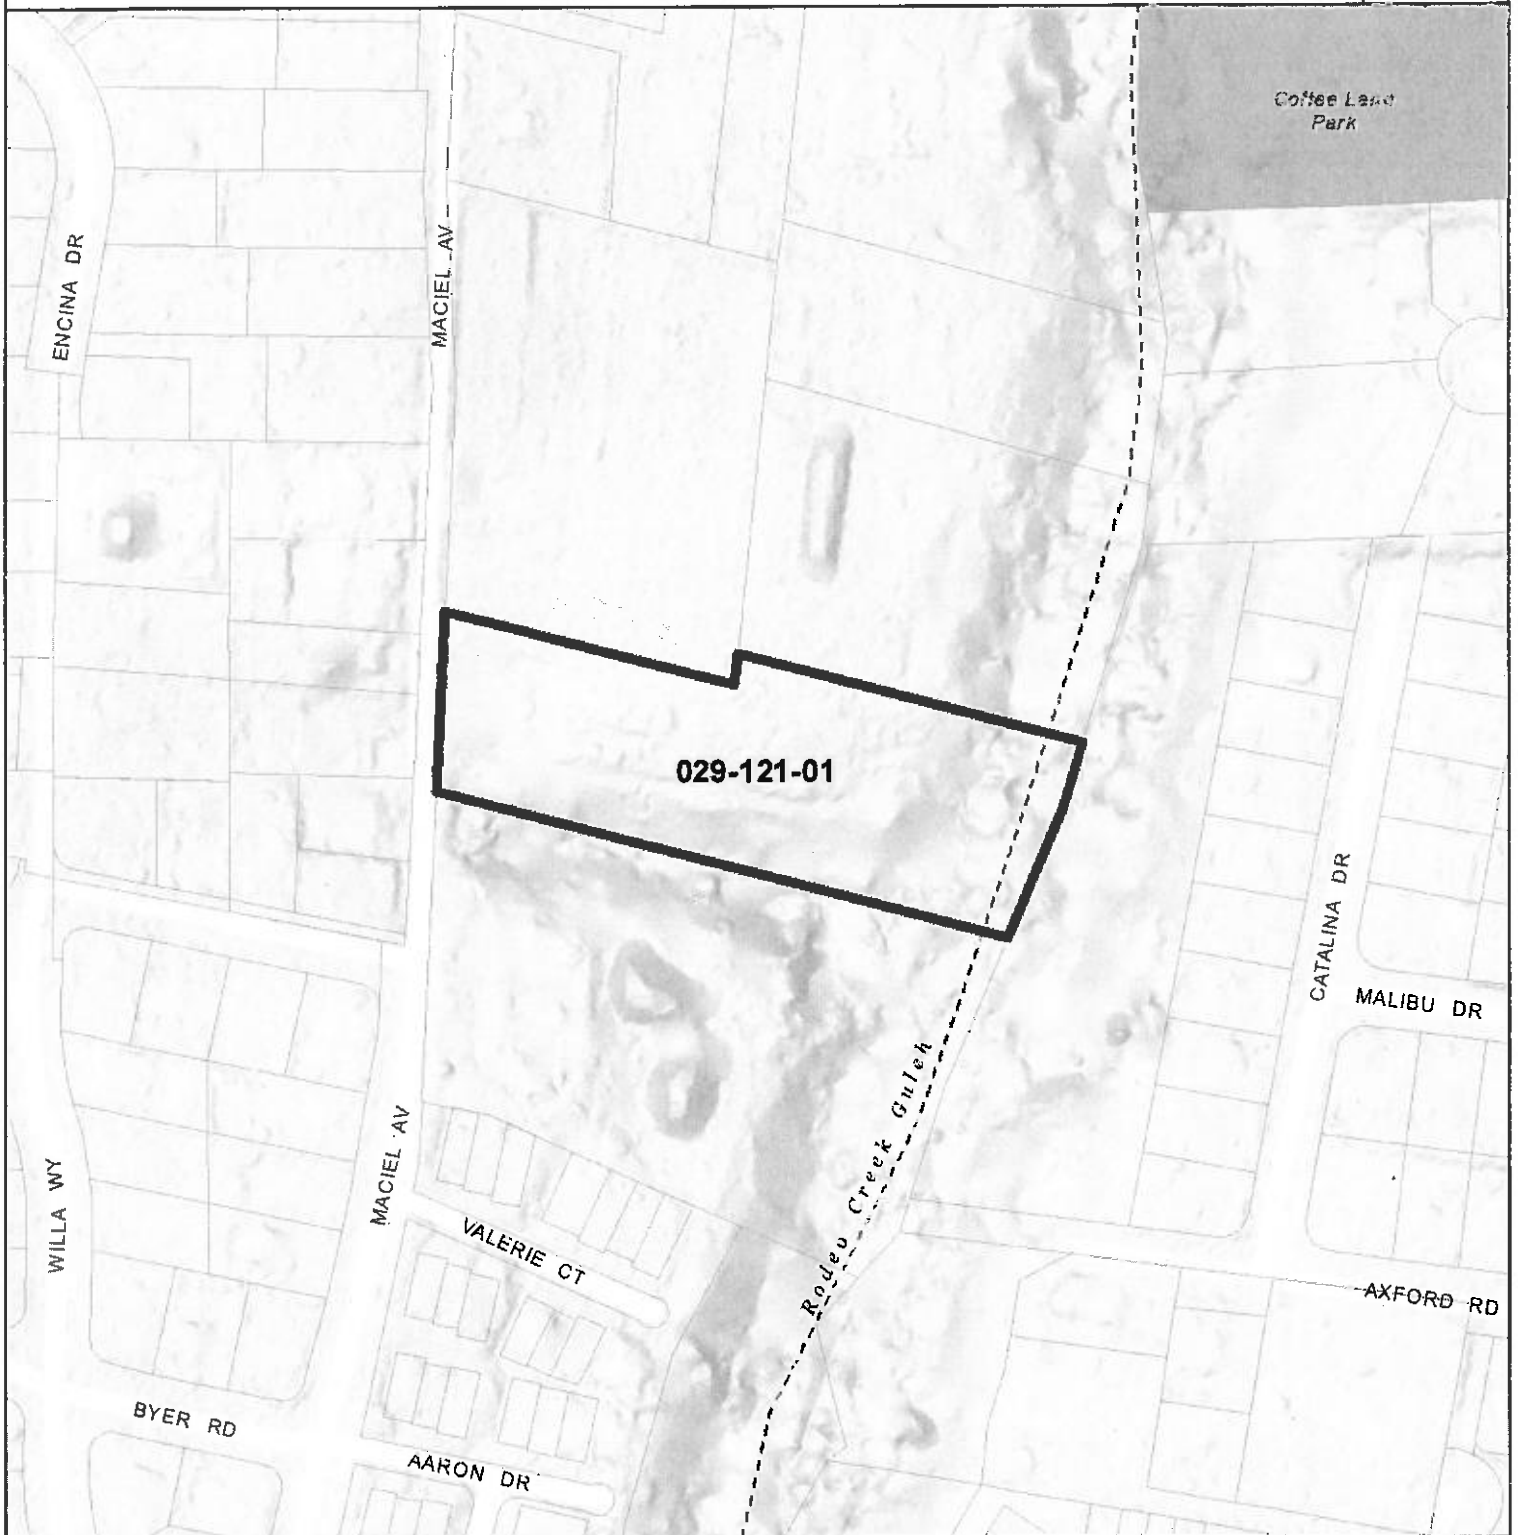 Coffee Lane
Park
ENCINA DR
MACIEL AV
029-121-01
CATALINA DR
MALIBU DR
Rodeo Creek Gulch
MACIEL AV
WILLA WY
VALERIE CT
AXFORD RD
BYER RD
AARON DR